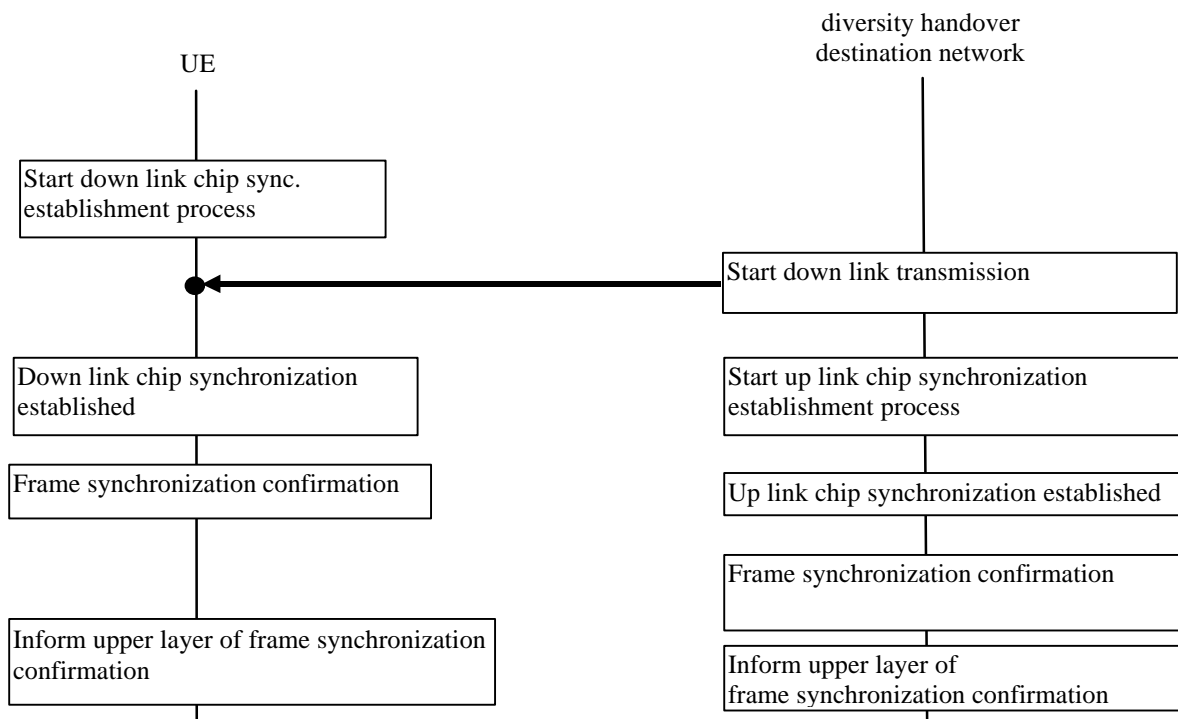 diversity handover
destination network
UE
Start down link chip sync.
establishment process
Start down link transmission
Down link chip synchronization
established
Start up link chip synchronization
establishment process
Frame synchronization confirmation
Up link chip synchronization established
Frame synchronization confirmation
Inform upper layer of frame synchronization
confirmation
Inform upper layer of
frame synchronization confirmation